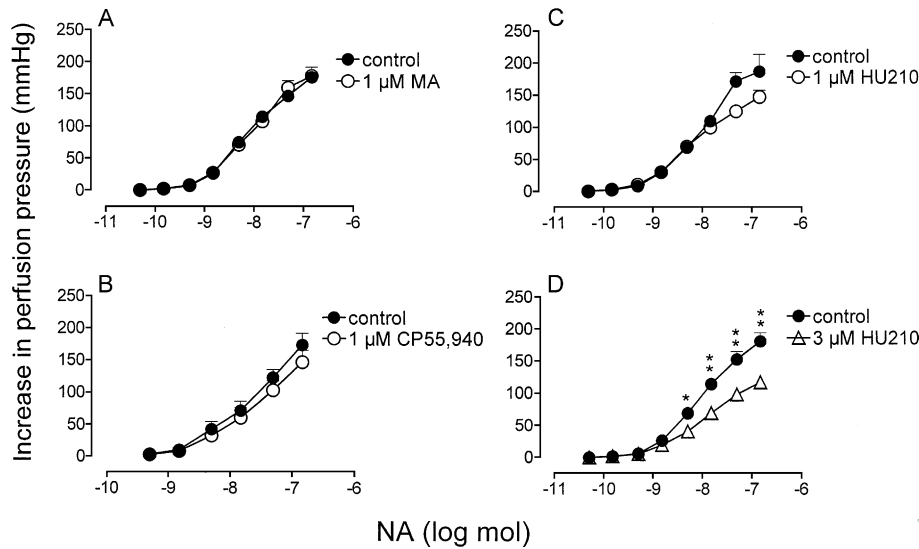 Increase in perfusion pressure (mmHg)
A
250
200
150
100
50
0
-11 -10 -9 -8 -7 -6
control
1 µM MA
C
250
200
150
100
50
0
-11 -10 -9 -8 -7 -6
control
1 µM HU210
B
250
200
150
100
50
0
-10 -9 -8 -7 -6
control
1 µM CP55,940
D
250
200
150
100
50
0
-11 -10 -9 -8 -7 -6
*
**
**
**
control
3 µM HU210
NA (log mol)